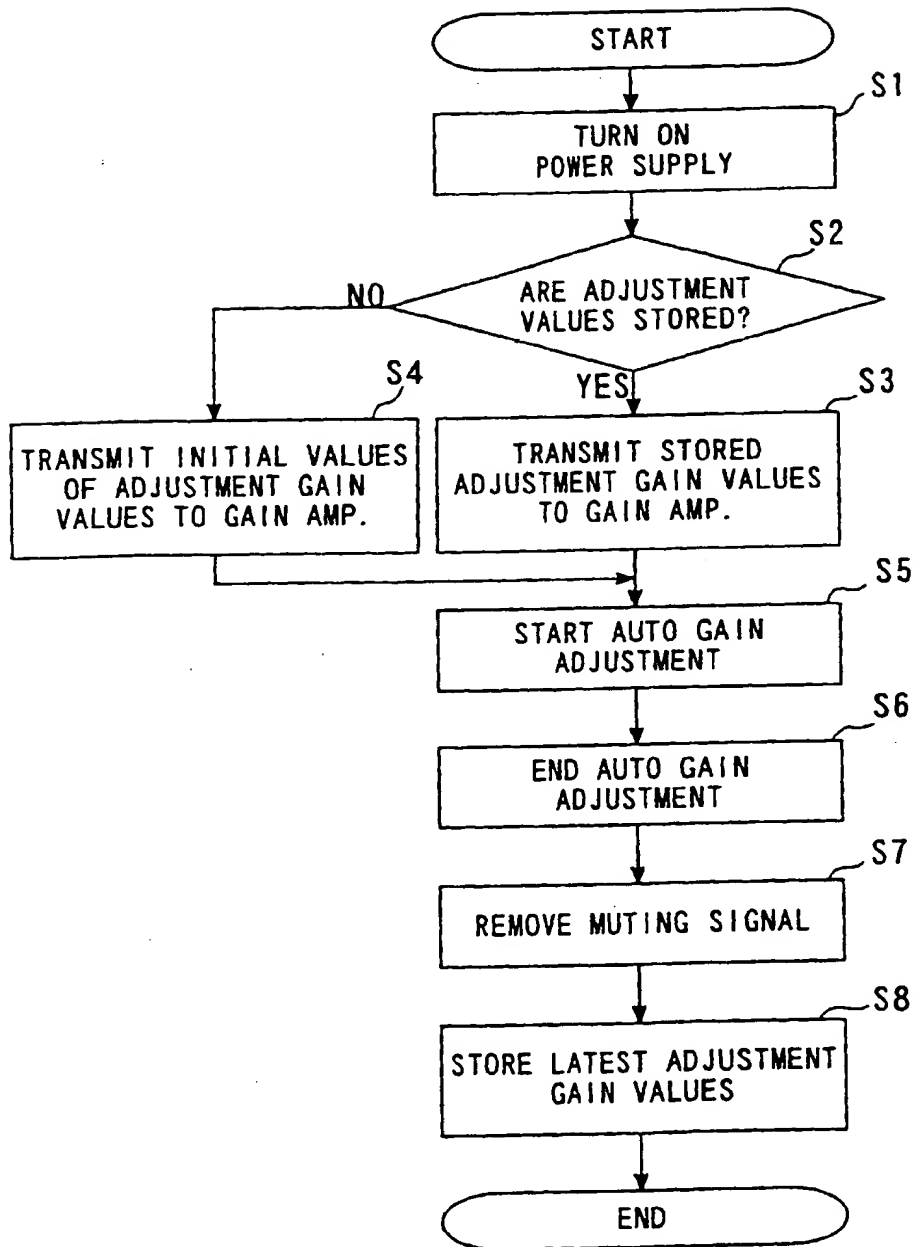 START
S1
TURN ON
POWER SUPPLY
S2
ARE ADJUSTMENT
VALUES STORED?
NO
YES
S4
TRANSMIT INITIAL VALUES
OF ADJUSTMENT GAIN
VALUES TO GAIN AMP.
S3
TRANSMIT STORED
ADJUSTMENT GAIN VALUES
TO GAIN AMP.
S5
START AUTO GAIN
ADJUSTMENT
S6
END AUTO GAIN
ADJUSTMENT
S7
REMOVE MUTING SIGNAL
S8
STORE LATEST ADJUSTMENT
GAIN VALUES
END